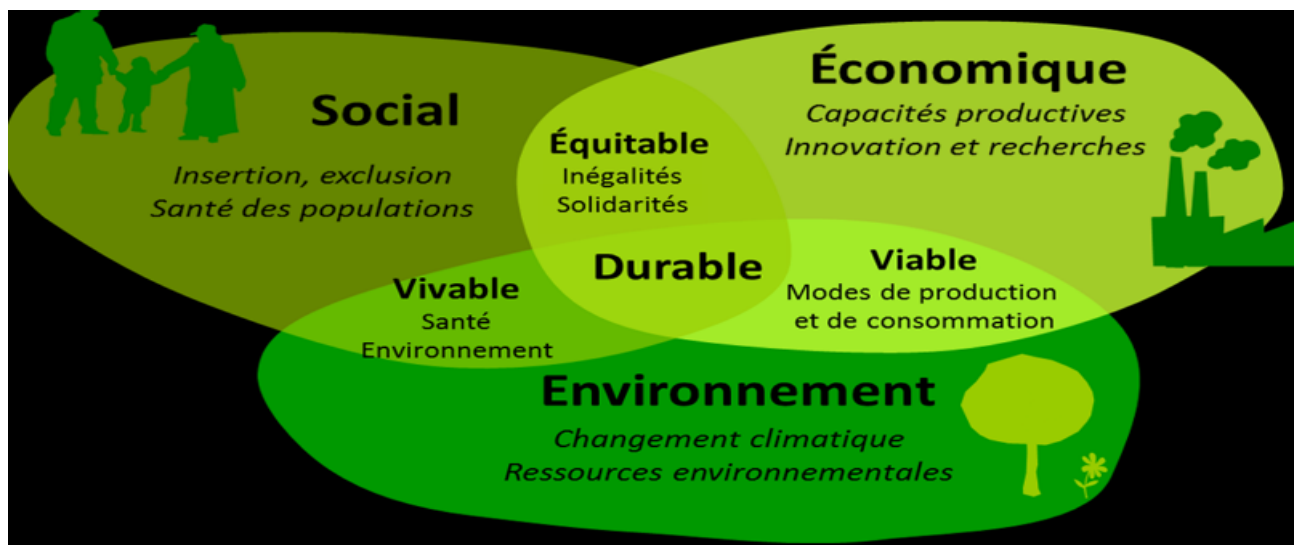 Social
Insertion, exclusion
Santé des populations
Économique
Capacités productives
Innovation et recherches
Équitable
Inégalités
Solidarités
Durable
Vivable
Santé
Environnement
Viable
Modes de production
et de consommation
Environnement
Changement climatique
Ressources environnementales